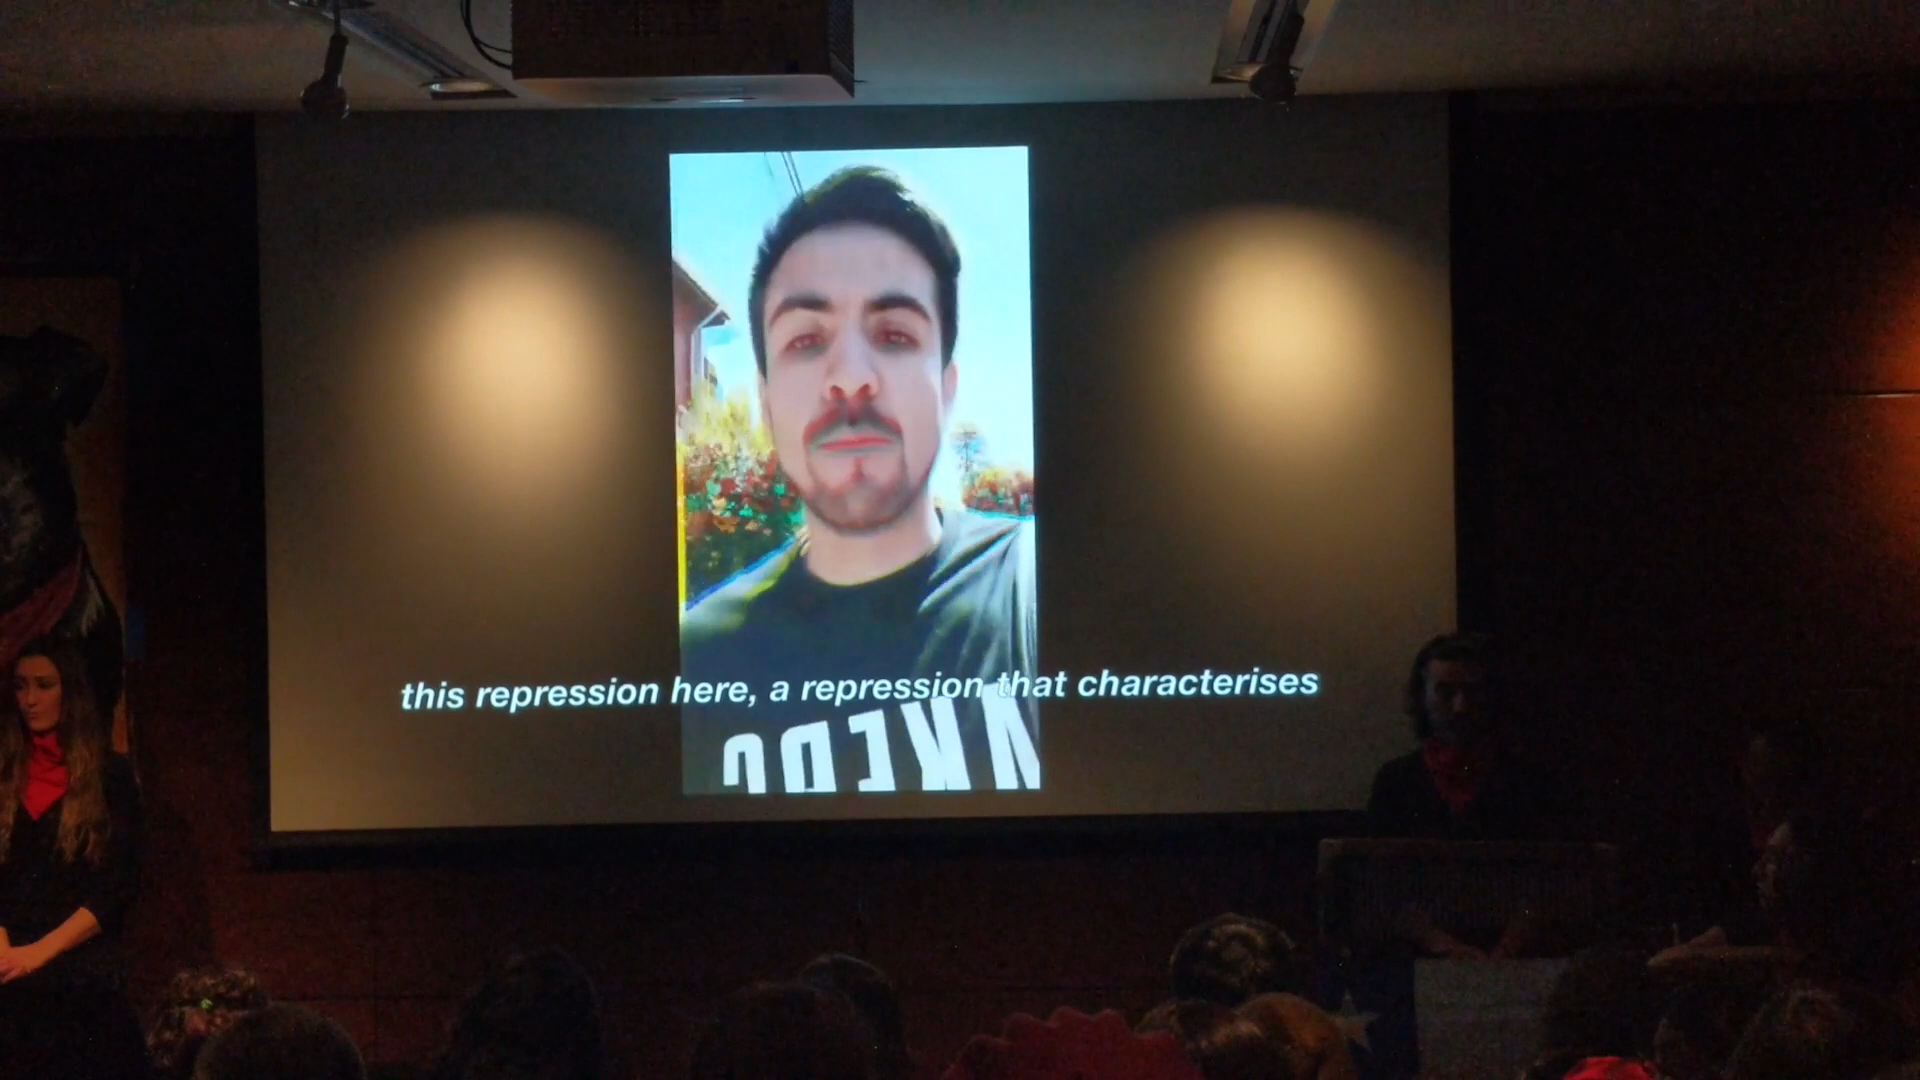 this repression here, a repression that characterises